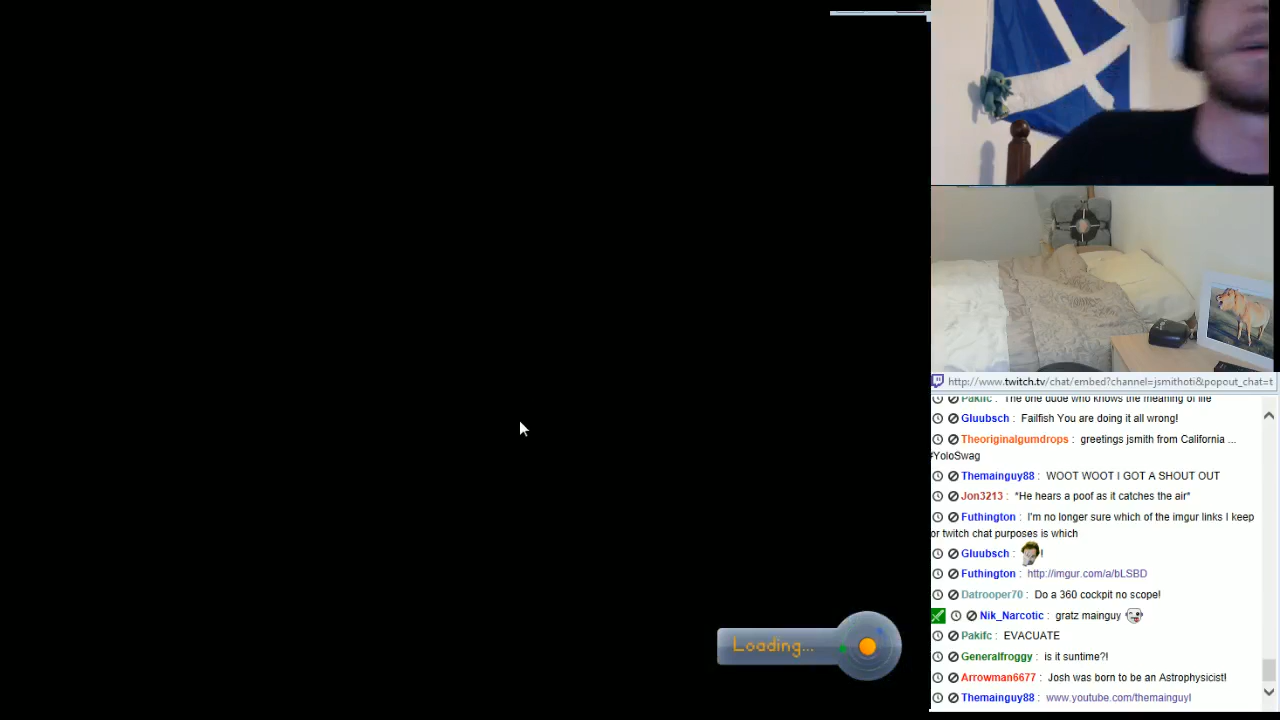 http://www.twitch.tv/chat/embed?channel=jsmithoti&popout_chat=t
Pakifc : The one dude who knows the meaning of life
Gluubsch : Failfish You are doing it all wrong!
Theoriginalgumdrops : greetings jsmith from California ...
#YoloSwag
Themainguy88 : WOOT WOOT I GOT A SHOUT OUT
Jon3213 : *He hears a poof as it catches the air*
Futhington : I'm no longer sure which of the imgur links I keep
or twitch chat purposes is which
Gluubsch : !
Futhington : http://imgur.com/a/bLSBD
Datrooper70 : Do a 360 cockpit no scope!
Nik_Narcotic : gratz mainguy
Pakifc : EVACUATE
Generalfroggy : is it suntime?!
Arrowman6677 : Josh was born to be an Astrophysicist!
Themainguy88 : www.youtube.com/themainguyl
Loading...